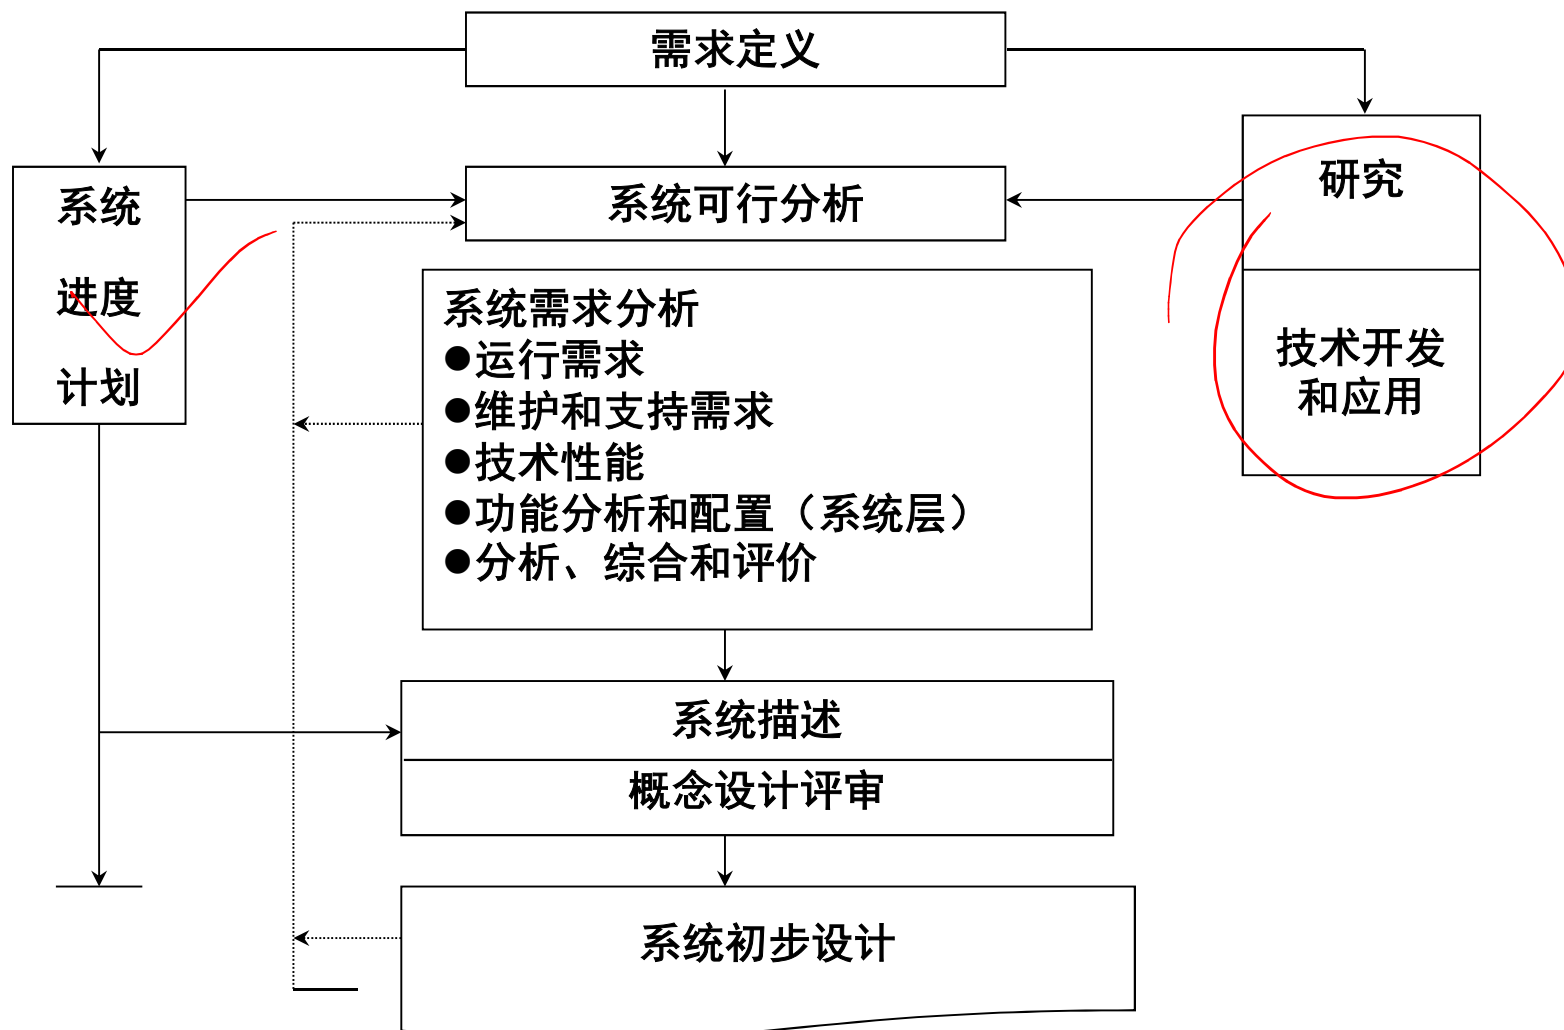 需求定义
系统
进度
计划
系统可行分析
研究
技术开发
和应用
系统需求分析
●运行需求
●维护和支持需求
●技术性能
●功能分析和配置（系统层）
●分析、综合和评价
系统描述
概念设计评审
系统初步设计